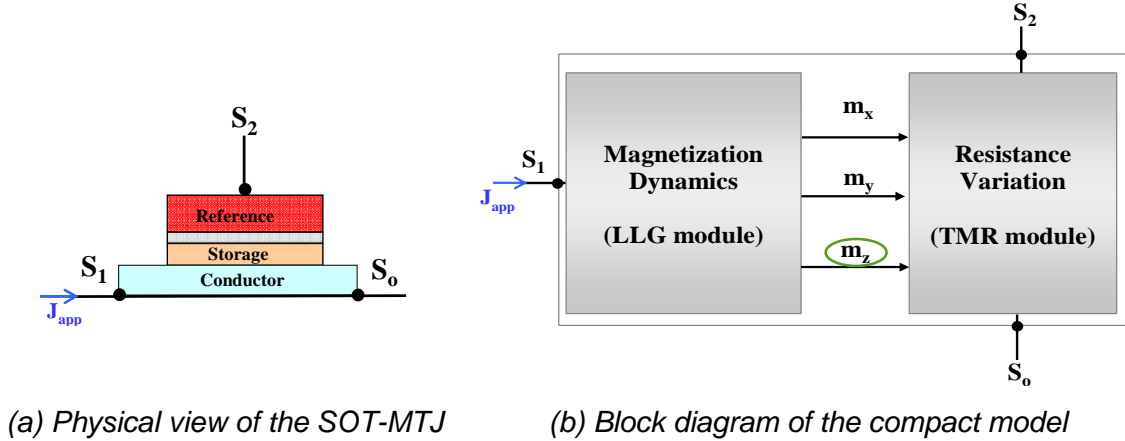 S2
Reference
Storage
S1
Conductor
So
Japp
(a) Physical view of the SOT-MTJ
S2
S1
Japp
Magnetization
Dynamics
(LLG module)
mx
my
mz
Resistance
Variation
(TMR module)
So
(b) Block diagram of the compact model